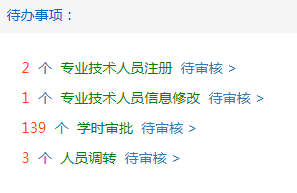 待办事项：
2 个 专业技术人员注册 待审核 >
1 个 专业技术人员信息修改 待审核 >
139 个 学时审批 待审核 >
3 个 人员调转 待审核 >